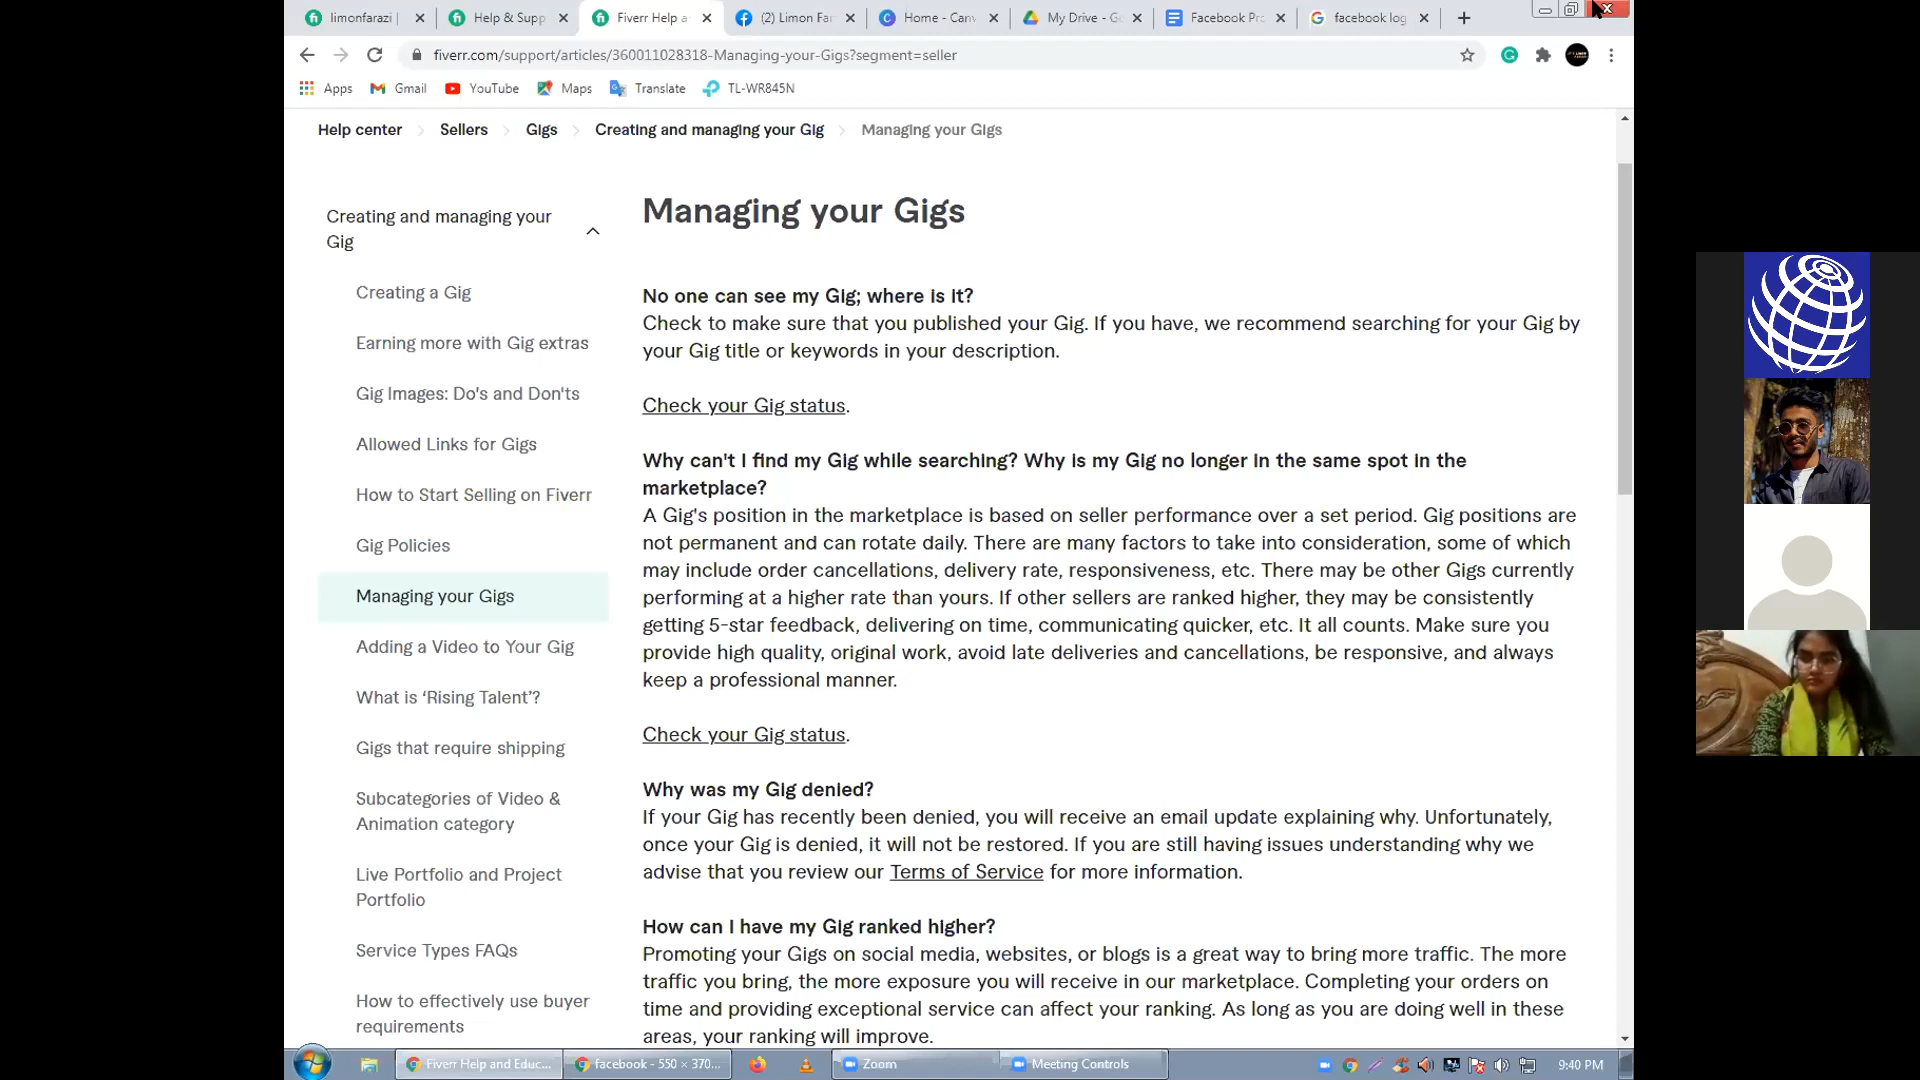 limonfarazi |
Help & Supp
Fiverr Help a
(2) Limon Far
Home - Canv
My Drive - Go
Facebook Pr
facebook log
fiverr.com/support/articles/360011028318-Managing-your-Gigs?segment=seller
Apps
Gmail
YouTube
Maps
Translate
TL-WR845N
Help center
Sellers
Gigs
Creating and managing your Gig
Managing your Gigs
Creating and managing your
Gig
Creating a Gig
Earning more with Gig extras
Gig Images: Do's and Don'ts
Allowed Links for Gigs
How to Start Selling on Fiverr
Gig Policies
Managing your Gigs
Adding a Video to Your Gig
What is ‘Rising Talent’?
Gigs that require shipping
Subcategories of Video &
Animation category
Live Portfolio and Project
Portfolio
Service Types FAQs
How to effectively use buyer
requirements
Managing your Gigs
No one can see my Gig; where is it?
Check to make sure that you published your Gig. If you have, we recommend searching for your Gig by
your Gig title or keywords in your description.
Check your Gig status.
Why can't I find my Gig while searching? Why is my Gig no longer in the same spot in the
marketplace?
A Gig's position in the marketplace is based on seller performance over a set period. Gig positions are
not permanent and can rotate daily. There are many factors to take into consideration, some of which
may include order cancellations, delivery rate, responsiveness, etc. There may be other Gigs currently
performing at a higher rate than yours. If other sellers are ranked higher, they may be consistently
getting 5-star feedback, delivering on time, communicating quicker, etc. It all counts. Make sure you
provide high quality, original work, avoid late deliveries and cancellations, be responsive, and always
keep a professional manner.
Check your Gig status.
Why was my Gig denied?
If your Gig has recently been denied, you will receive an email update explaining why. Unfortunately,
once your Gig is denied, it will not be restored. If you are still having issues understanding why we
advise that you review our Terms of Service for more information.
How can I have my Gig ranked higher?
Promoting your Gigs on social media, websites, or blogs is a great way to bring more traffic. The more
traffic you bring, the more exposure you will receive in our marketplace. Completing your orders on
time and providing exceptional service can affect your ranking. As long as you are doing well in these
areas, your ranking will improve.
Fiverr Help and Educ...
facebook - 550 × 370...
Zoom
Meeting Controls
9:40 PM